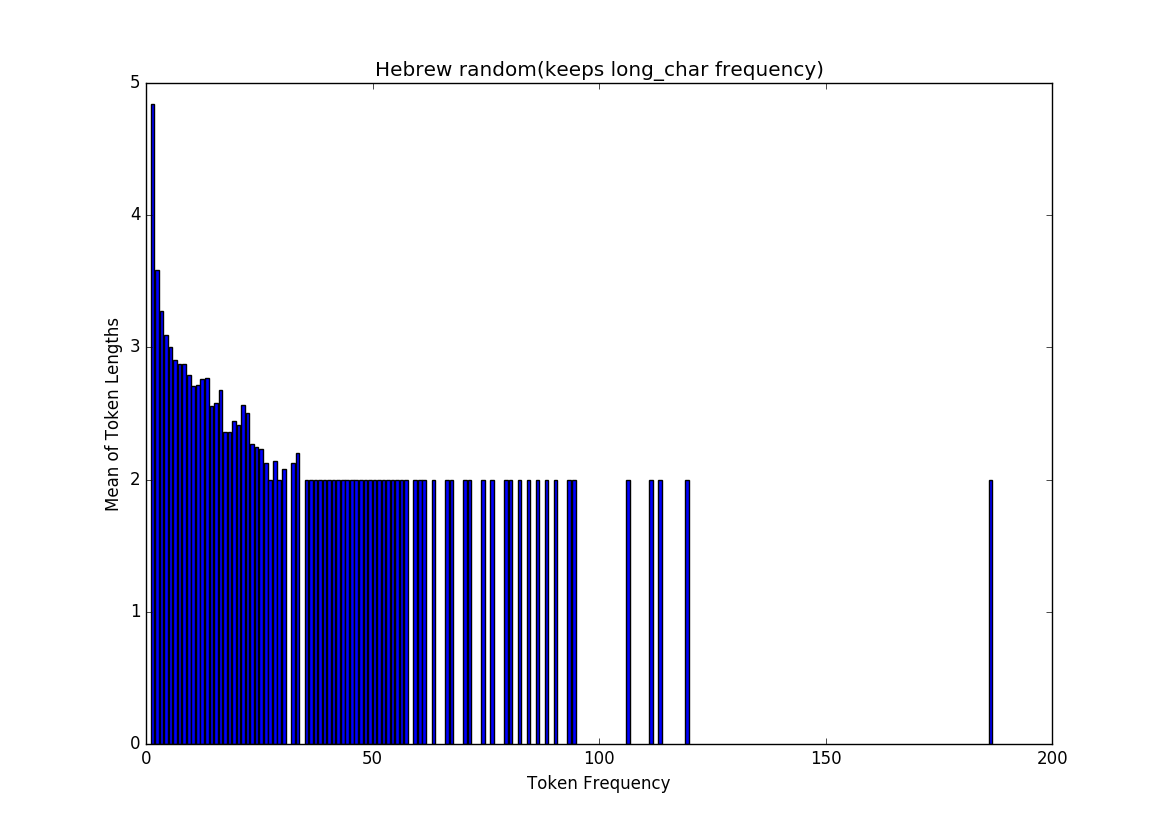 Hebrew random(keeps long_char frequency)
5
4
3
2
1
0
Mean of Token Lengths
0 50 100 150 200
Token Frequency